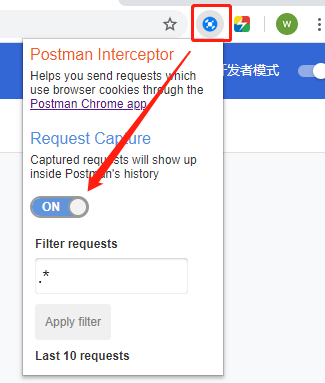 W
开发者模式
Postman Interceptor
Helps you send requests which
use browser cookies through the
Postman Chrome app.
Request Capture
Captured requests will show up
inside Postman's history
ON
Filter requests
.*
Apply filter
Last 10 requests